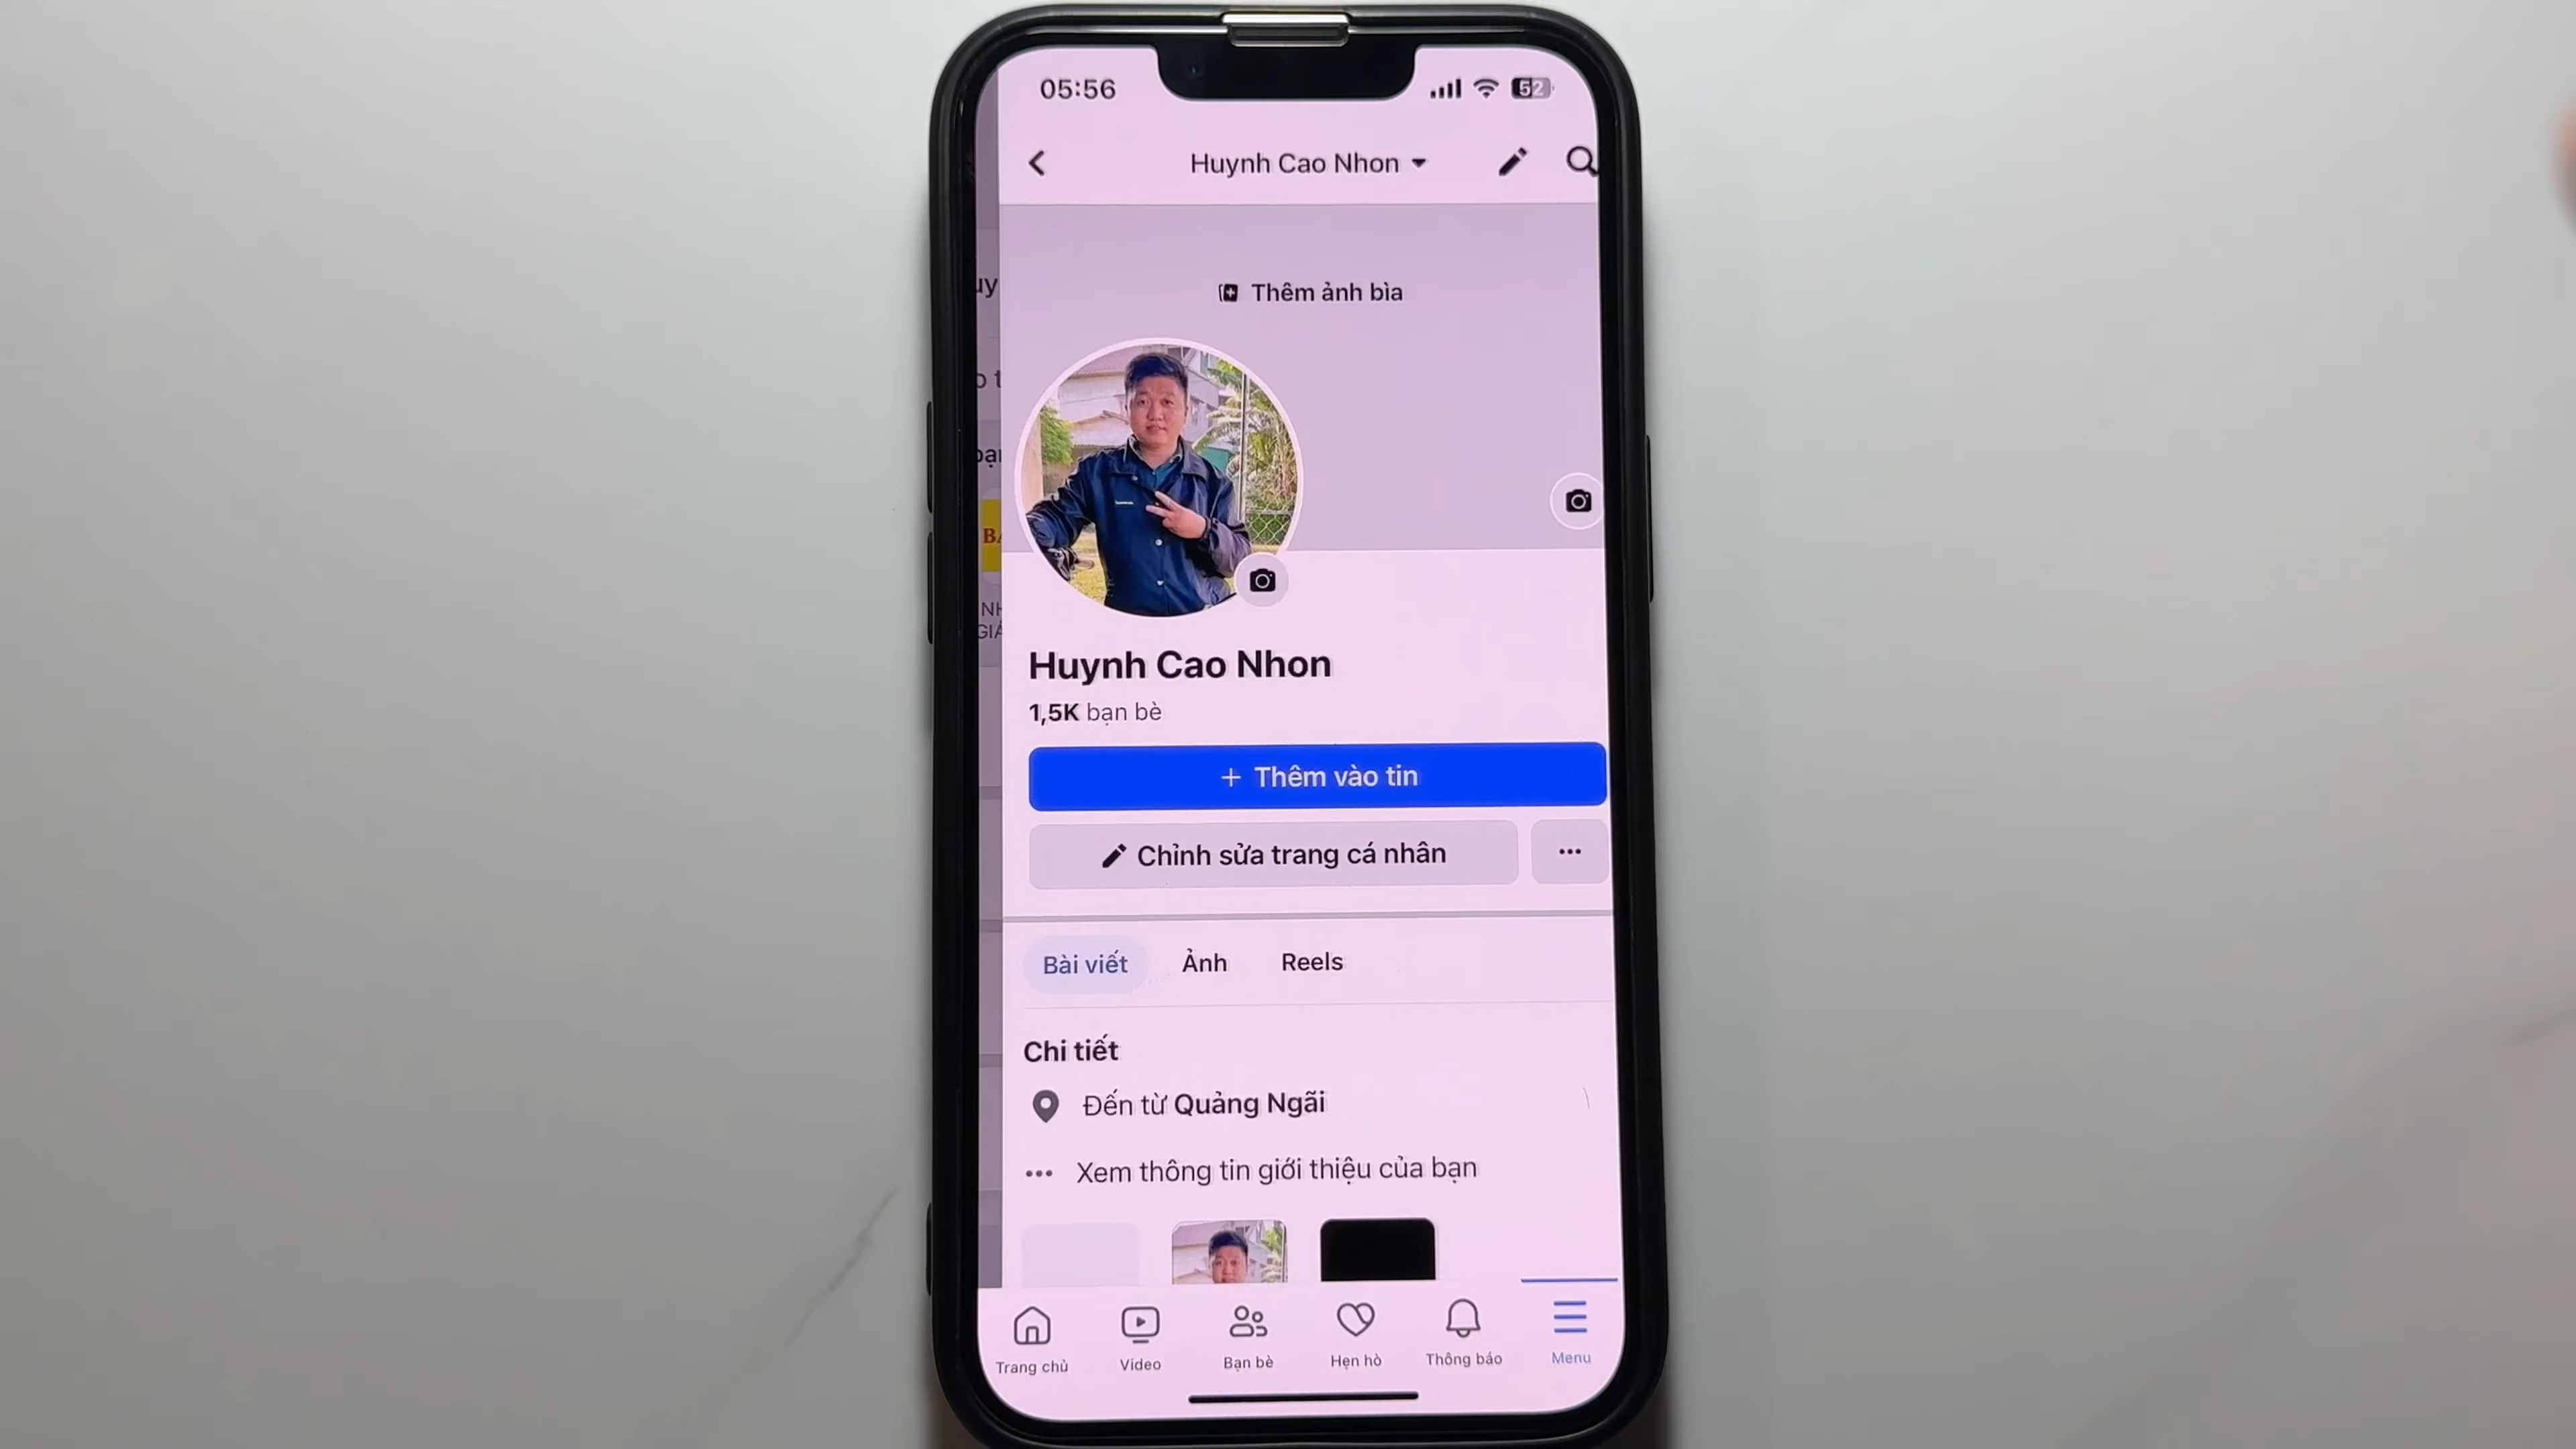 05:56
52
Huynh Cao Nhon
Thêm ảnh bìa
Huynh Cao Nhon
1,5K bạn bè
+ Thêm vào tin
Chỉnh sửa trang cá nhân
Bài viết
Ảnh
Reels
Chi tiết
Đến từ Quảng Ngãi
Xem thông tin giới thiệu của bạn
Trang chủ
Video
Bạn bè
Hẹn hò
Thông báo
Menu